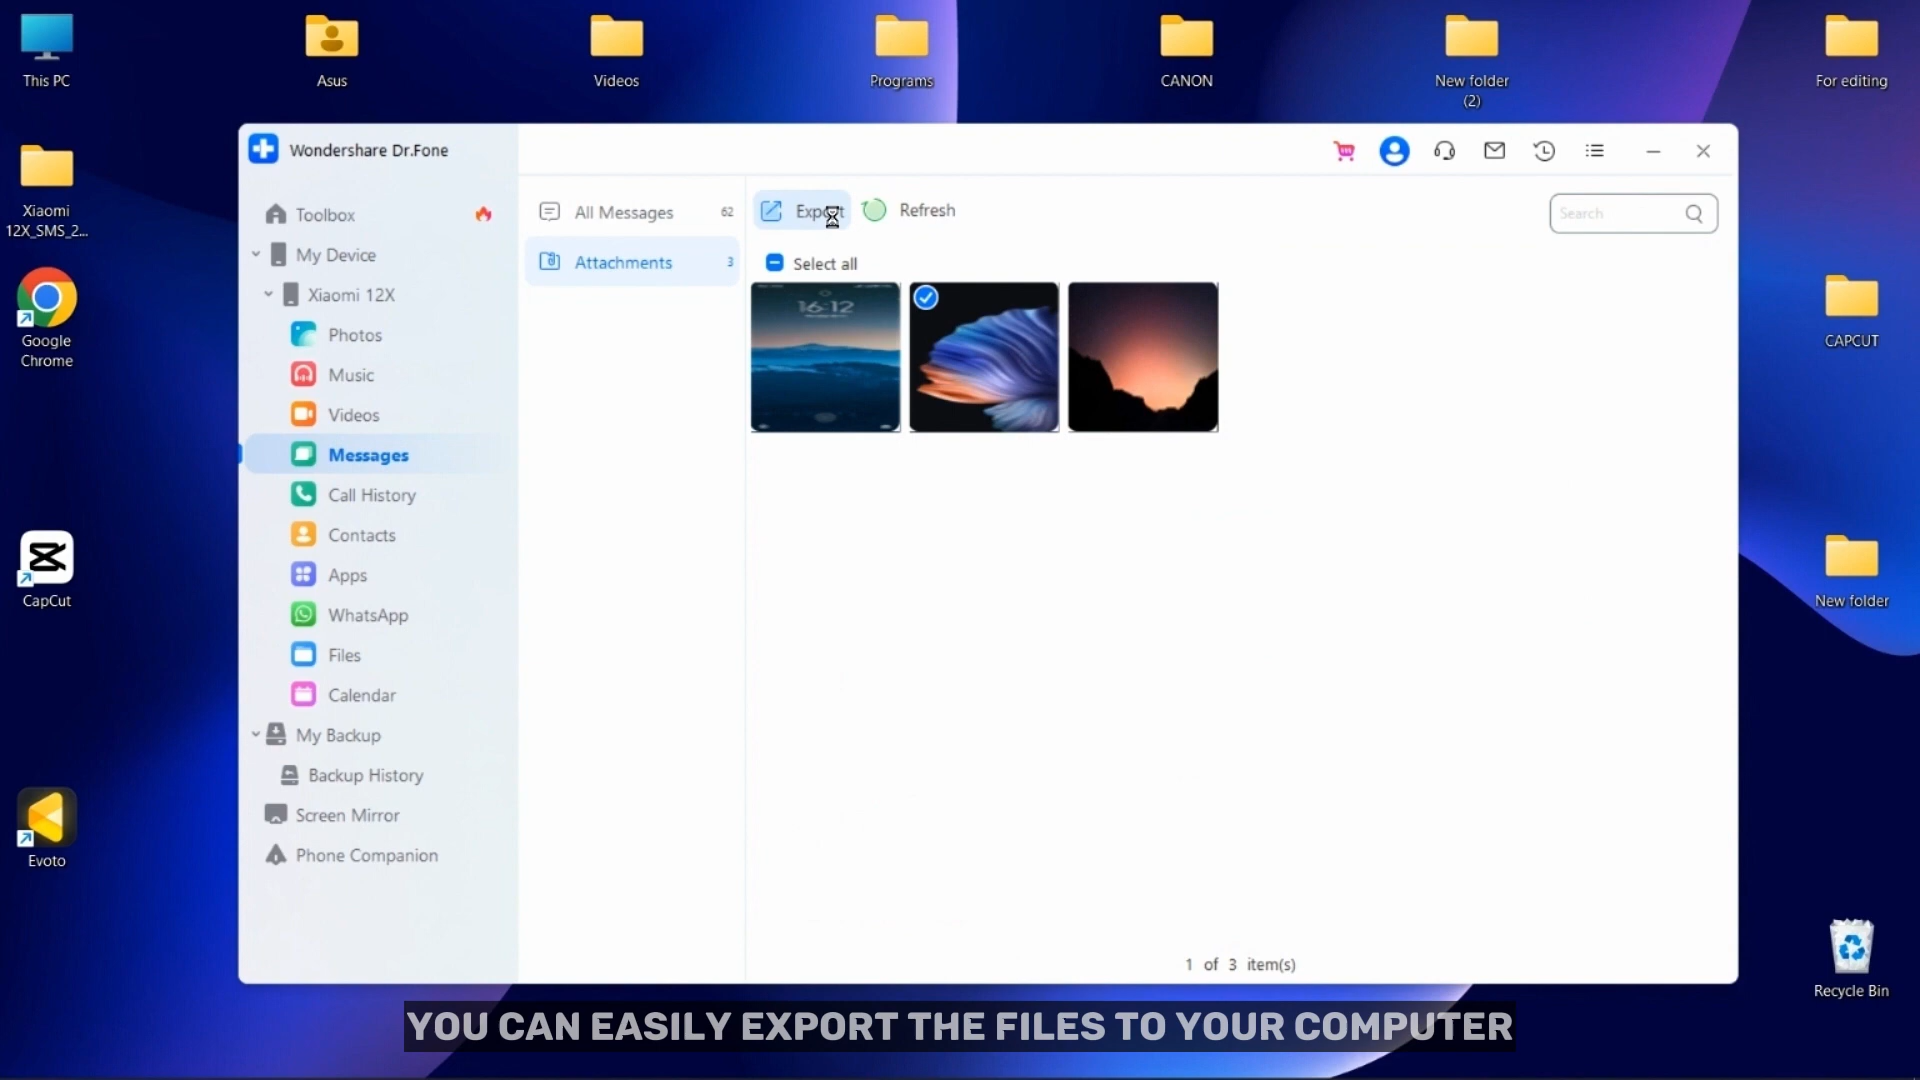 This PC
Asus
Videos
Programs
CANON
New folder
(2)
For editing
Xiaomi
12X_SMS_2...
Google
Chrome
CapCut
Evoto
CAPCUT
New folder
Recycle Bin
Wondershare Dr.Fone
Toolbox
My Device
Xiaomi 12X
Photos
Music
Videos
Messages
Call History
Contacts
Apps
WhatsApp
Files
Calendar
My Backup
Backup History
Screen Mirror
Phone Companion
All Messages 62
Attachments 3
Export Refresh
Search
Select all
16:12
1 of 3 item(s)
YOU CAN EASILY EXPORT THE FILES TO YOUR COMPUTER